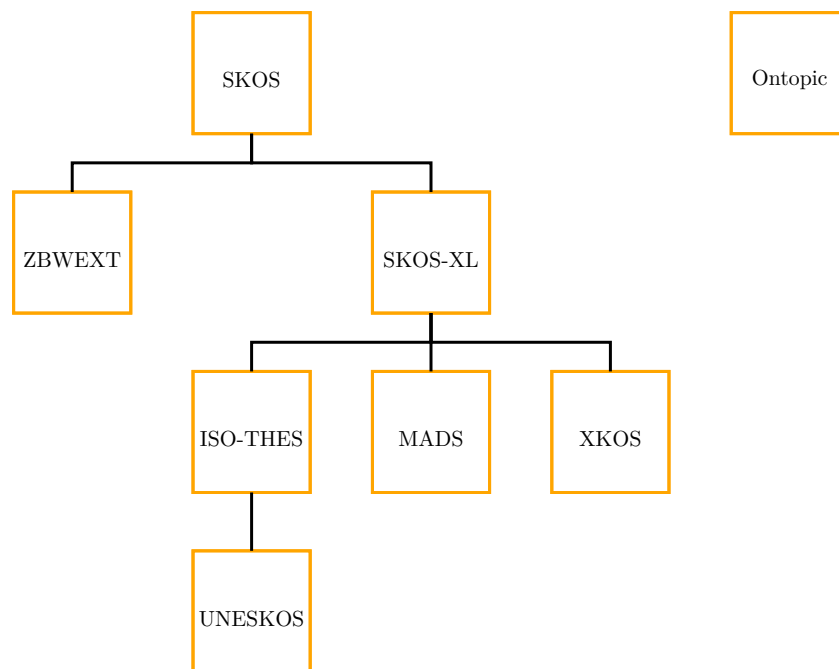 SKOS
Ontopic
ZBWEXT
SKOS-XL
ISO-THES
MADS
XKOS
UNESKOS